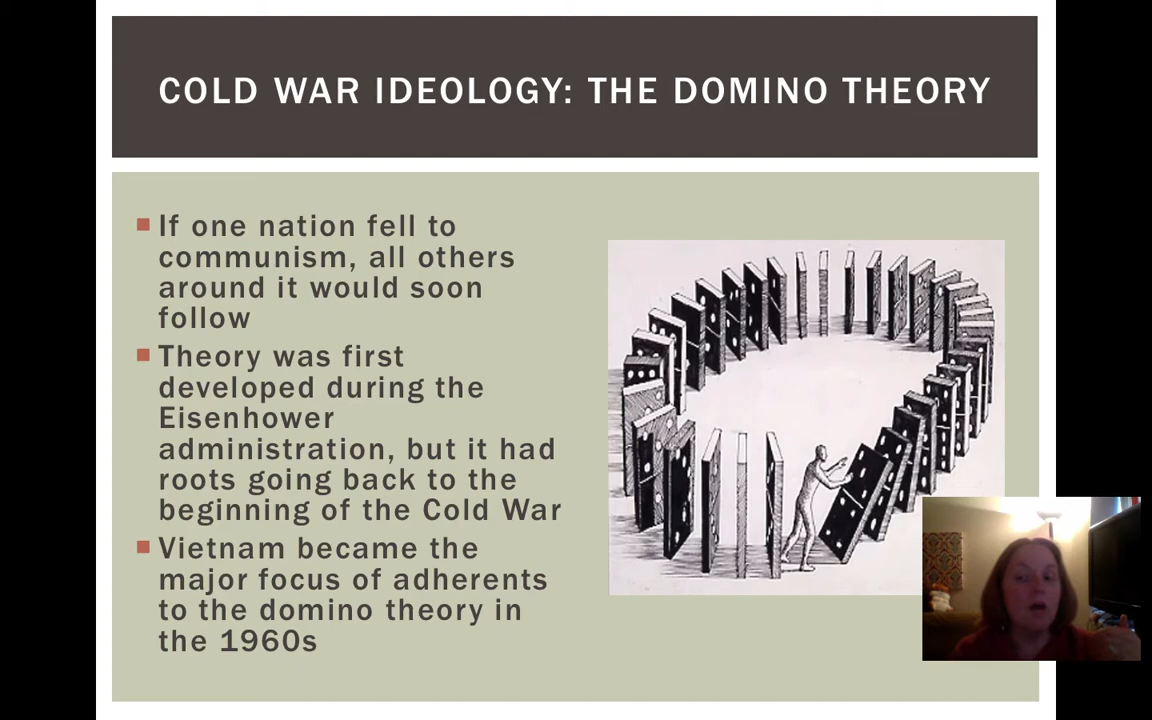 COLD WAR IDEOLOGY: THE DOMINO THEORY
If one nation fell to
communism, all others
around it would soon
follow
Theory was first
developed during the
Eisenhower
administration, but it had
roots going back to the
beginning of the Cold War
Vietnam became the
major focus of adherents
to the domino theory in
the 1960s